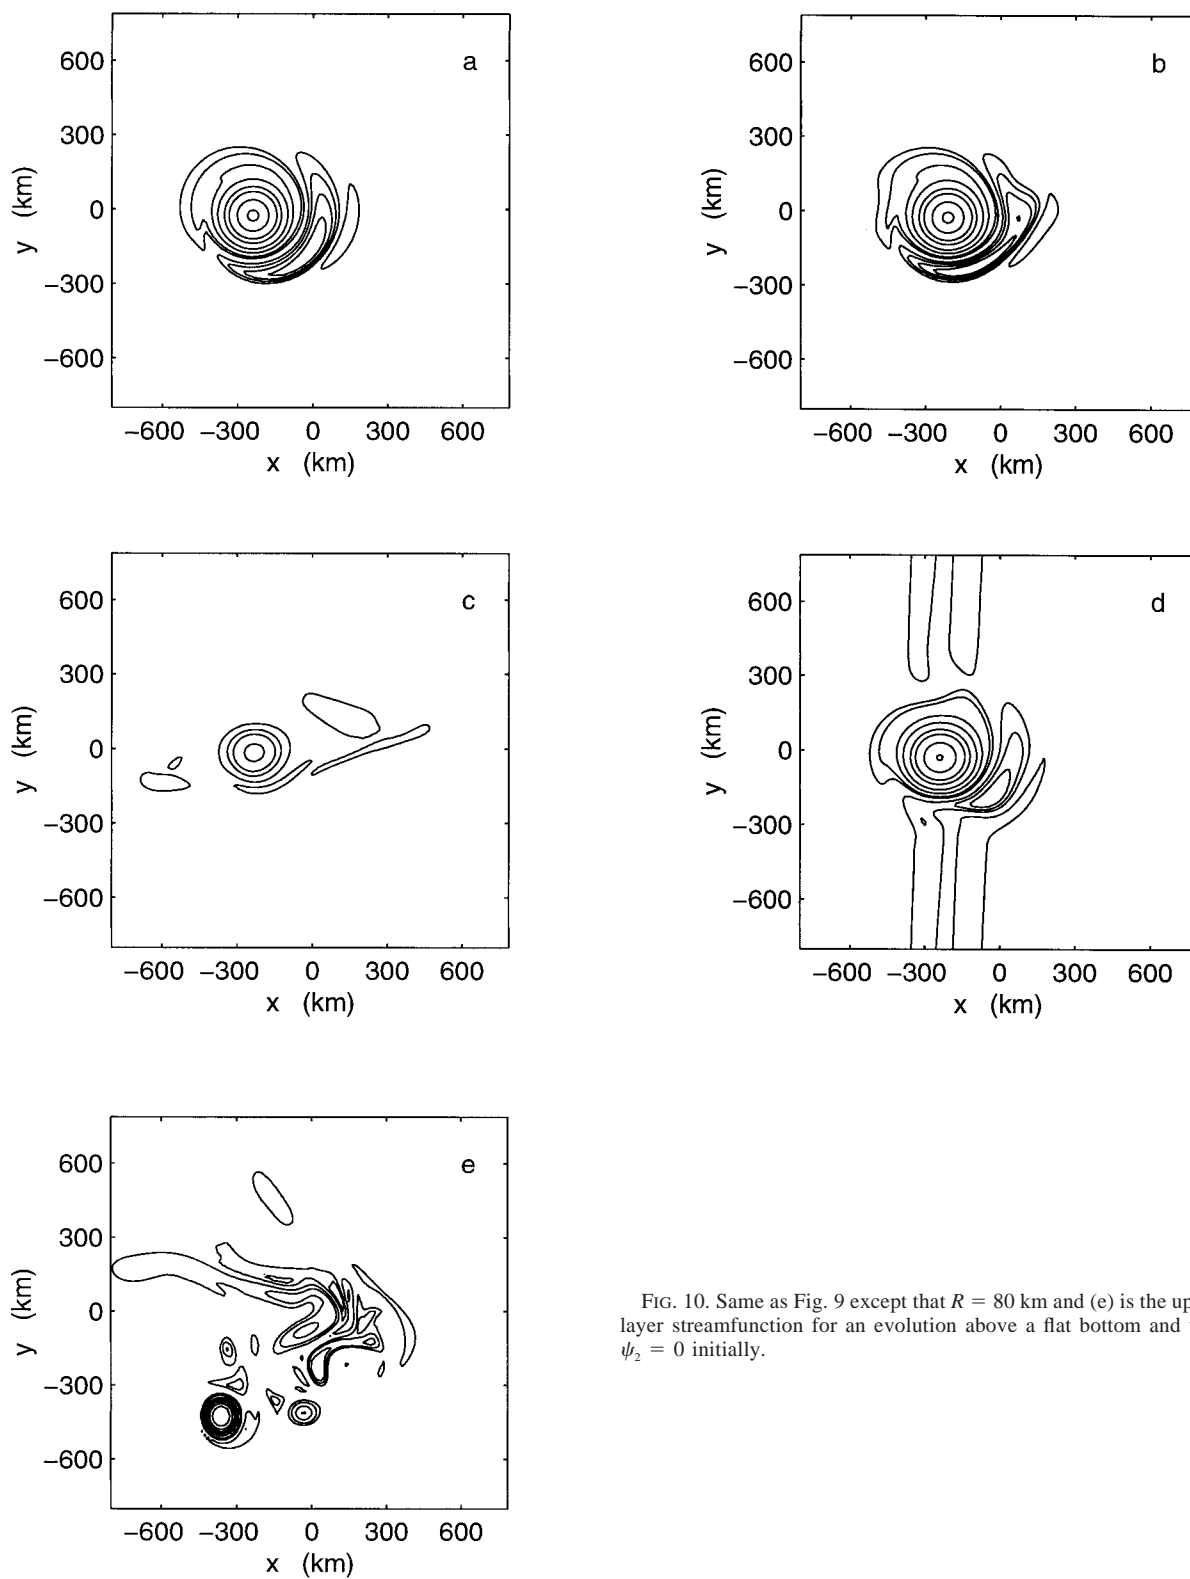 a
600
300
0
−300
−600
y (km)
−600 −300 0 300 600
x (km)
b
600
300
0
−300
−600
y (km)
−600 −300 0 300 600
x (km)
c
600
300
0
−300
−600
y (km)
−600 −300 0 300 600
x (km)
d
600
300
0
−300
−600
y (km)
−600 −300 0 300 600
x (km)
e
600
300
0
−300
−600
y (km)
−600 −300 0 300 600
x (km)
FIG. 10. Same as Fig. 9 except that R = 80 km and (e) is the up
layer streamfunction for an evolution above a flat bottom and
ψ₂ = 0 initially.